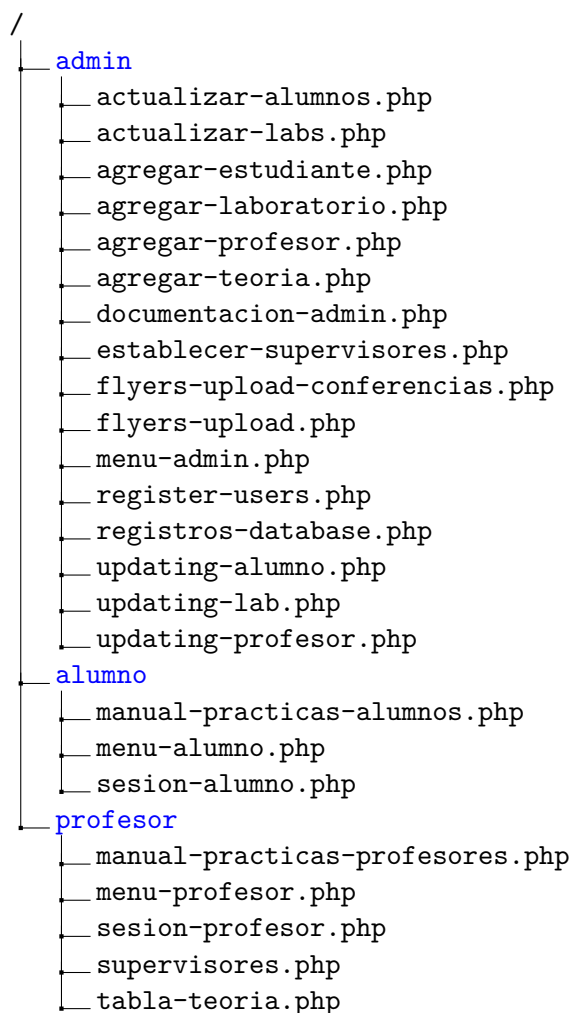 /
admin
actualizar-alumnos.php
actualizar-labs.php
agregar-estudiante.php
agregar-laboratorio.php
agregar-profesor.php
agregar-teoria.php
documentacion-admin.php
establecer-supervisores.php
flyers-upload-conferencias.php
flyers-upload.php
menu-admin.php
register-users.php
registros-database.php
updating-alumno.php
updating-lab.php
updating-profesor.php
alumno
manual-practicas-alumnos.php
menu-alumno.php
sesion-alumno.php
profesor
manual-practicas-profesores.php
menu-profesor.php
sesion-profesor.php
supervisores.php
tabla-teoria.php